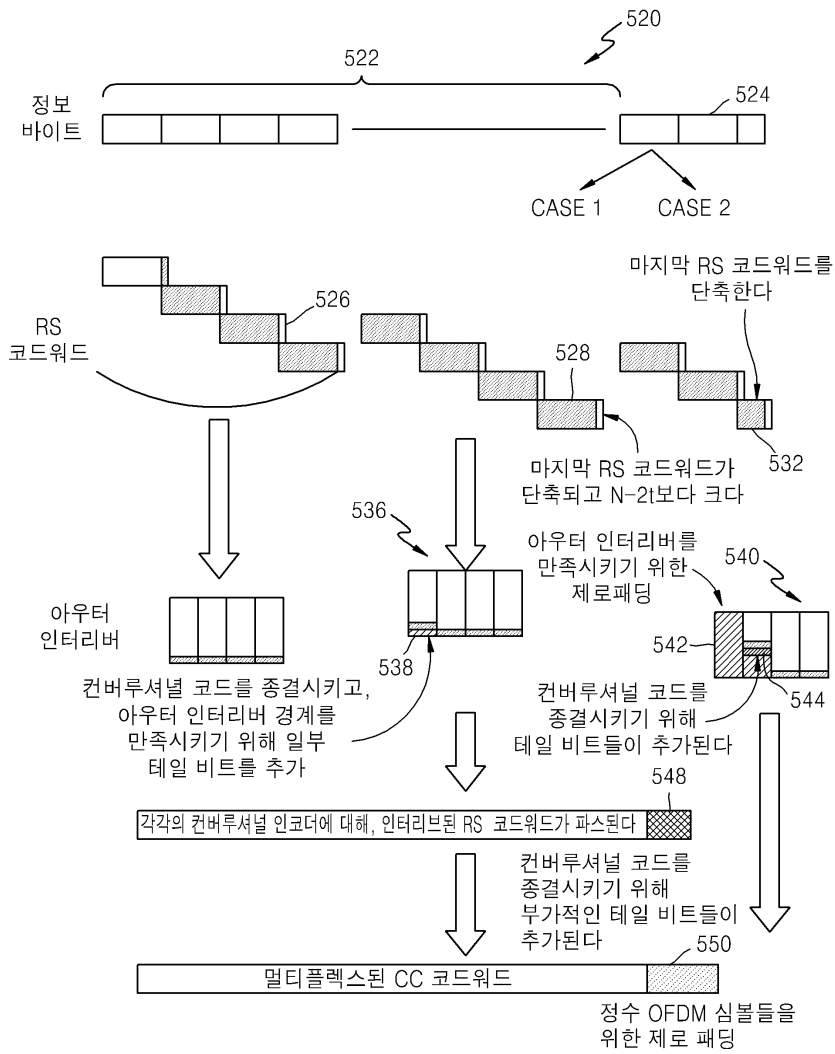 520
522
정보
바이트
524
CASE 1
CASE 2
마지막 RS 코드워드를
단축한다
RS
코드워드
526
528
532
마지막 RS 코드워드가
단축되고 N-2t보다 크다
536
아우터 인터리버를
만족시키기 위한
제로패딩
540
아우터
인터리버
538
542
544
컨버루셔녈 코드를 종결시키고,
아우터 인터리버 경계를
만족시키기 위해 일부
테일 비트를 추가
컨버루셔널 코드를
종결시키기 위해
테일 비트들이 추가된다
548
각각의 컨버루셔널 인코더에 대해, 인터리브된 RS 코드워드가 파스된다
컨버루셔널 코드를
종결시키기 위해
부가적인 테일 비트들이
추가된다
550
멀티플렉스된 CC 코드워드
정수 OFDM 심볼들을
위한 제로 패딩